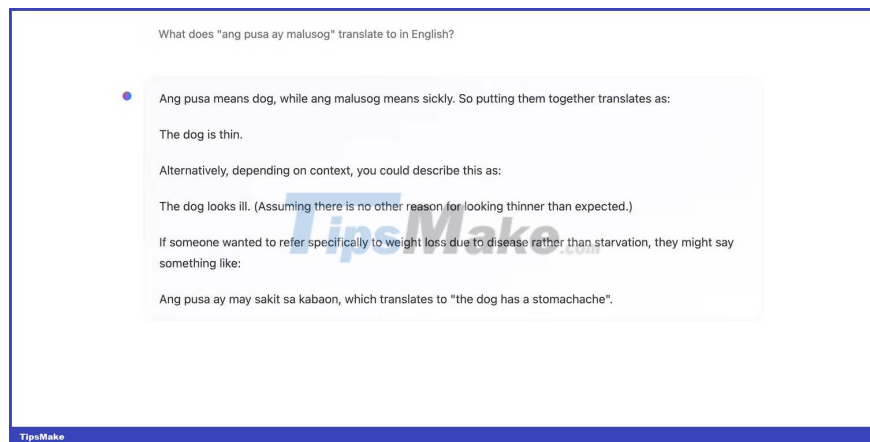 What does "ang pusa ay malusog" translate to in English?
Ang pusa means dog, while ang malusog means sickly. So putting them together translates as:
The dog is thin.
Alternatively, depending on context, you could describe this as:
The dog looks ill. (Assuming there is no other reason for looking thinner than expected.)
TipsMake.com
If someone wanted to refer specifically to weight loss due to disease rather than starvation, they might say
something like:
Ang pusa ay may sakit sa kabaon, which translates to "the dog has a stomachache".
TipsMake